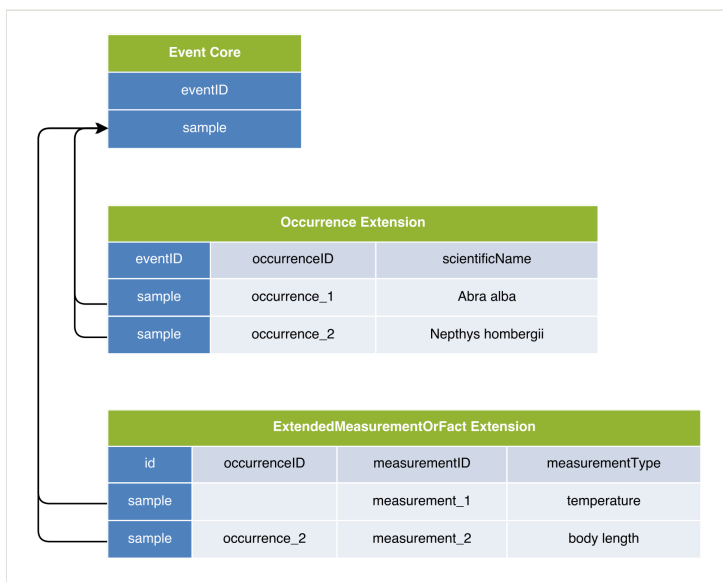 Event Core
eventID
sample
Occurrence Extension
eventID occurrenceID scientificName
sample occurrence_1 Abra alba
sample occurrence_2 Nepthys hombergii
ExtendedMeasurementOrFact Extension
id occurrenceID measurementID measurementType
sample measurement_1 temperature
sample occurrence_2 measurement_2 body length